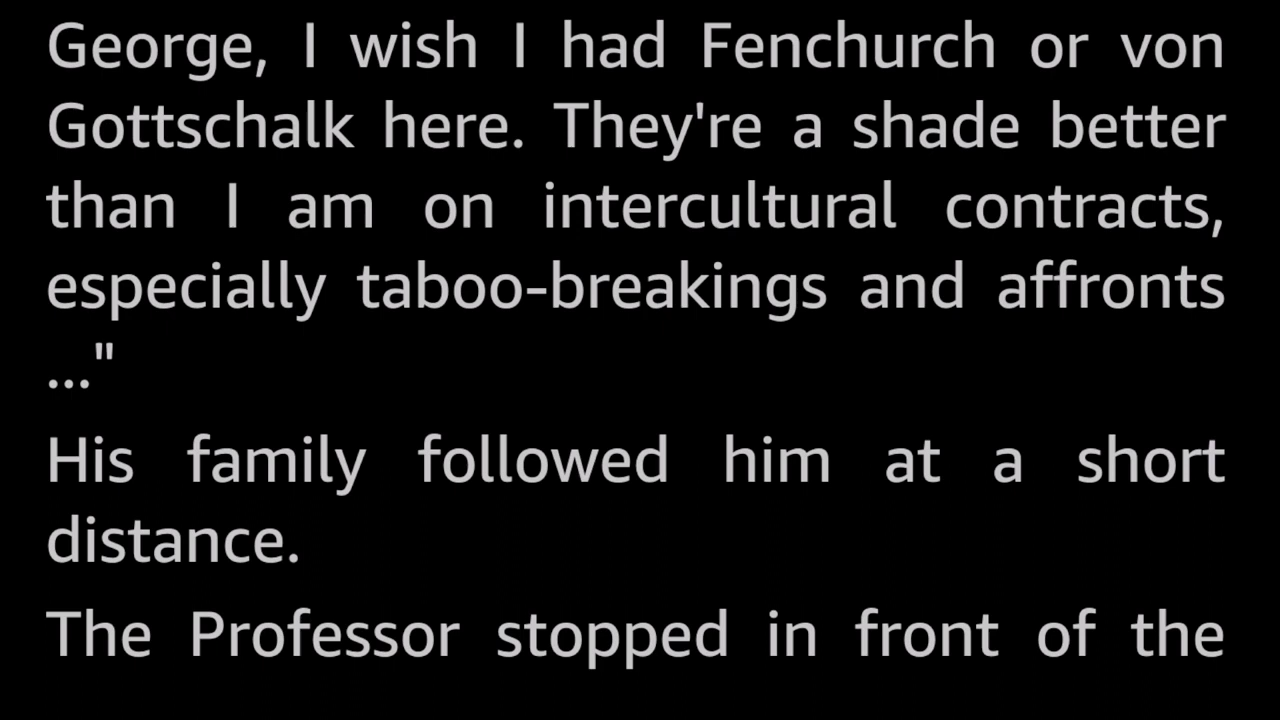 George, I wish I had Fenchurch or von
Gottschalk here. They're a shade better
than I am on intercultural contracts,
especially taboo-breakings and affronts
..."
His family followed him at a short
distance.
The Professor stopped in front of the